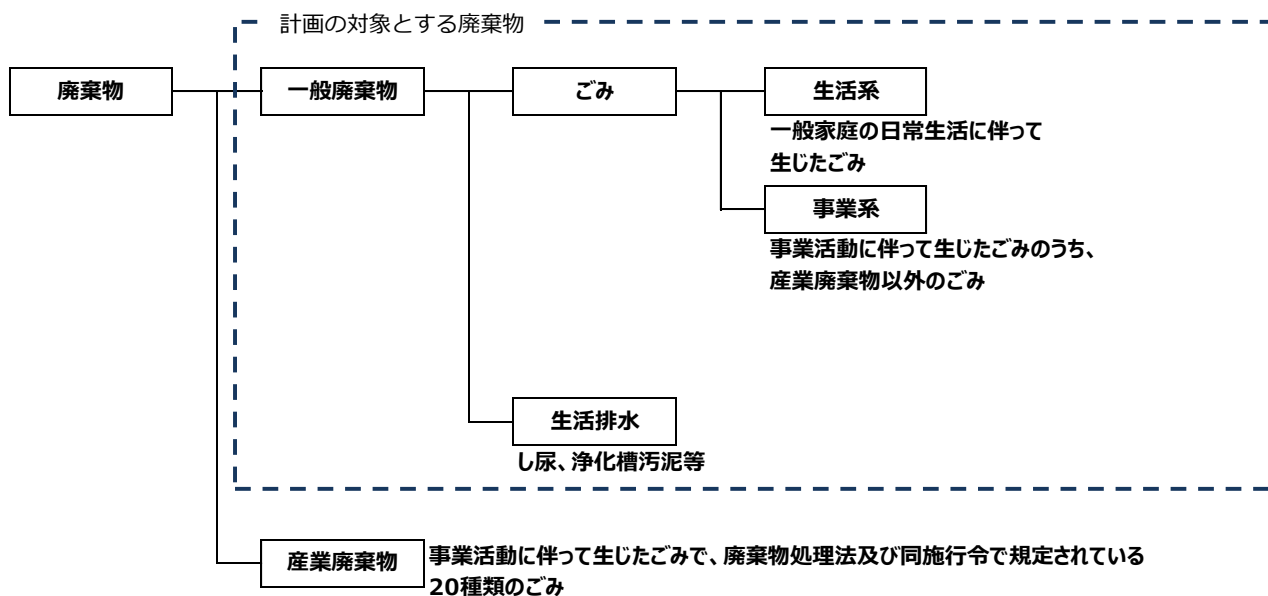 計画の対象とする廃棄物
廃棄物
一般廃棄物
ごみ
生活系
一般家庭の日常生活に伴って
生じたごみ
事業系
事業活動に伴って生じたごみのうち、
産業廃棄物以外のごみ
生活排水
し尿、浄化槽汚泥等
産業廃棄物
事業活動に伴って生じたごみで、廃棄物処理法及び同施行令で規定されている
20種類のごみ